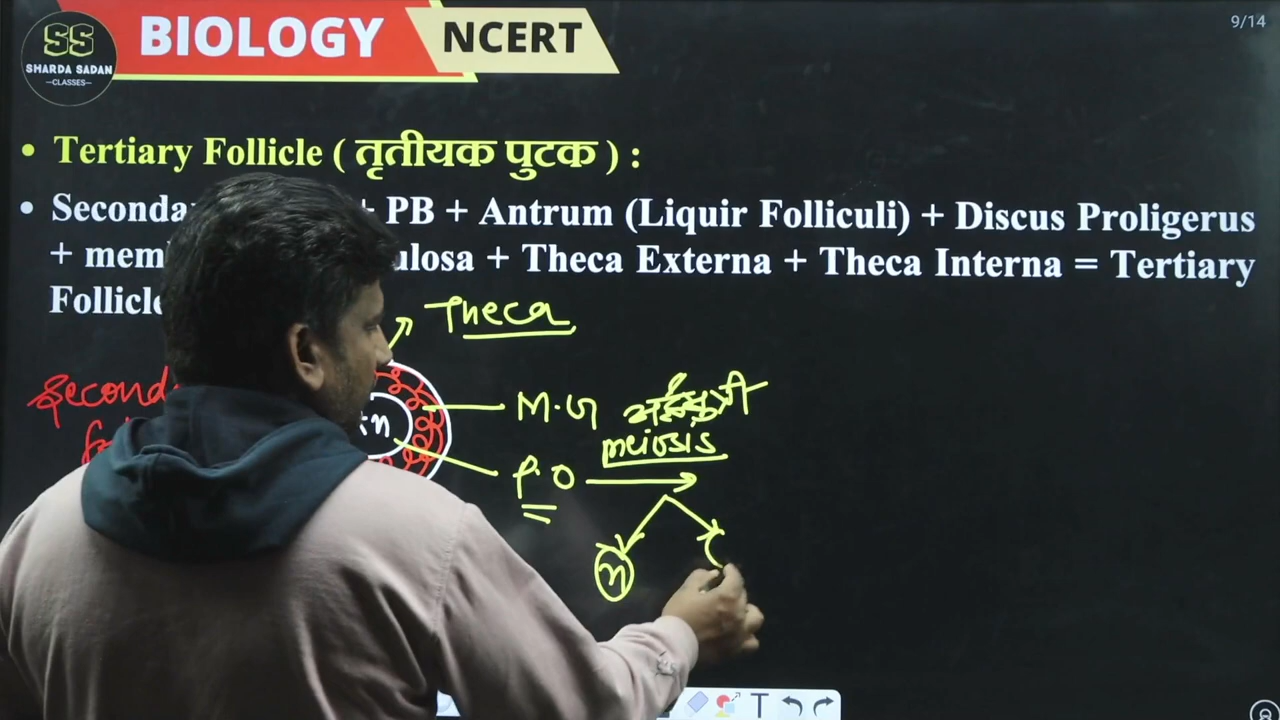 SS
SHARDA SADAN
CLASSES
BIOLOGY NCERT
9/14
• Tertiary Follicle ( तृतीयक पुटक ) :
• Seconda + PB + Antrum (Liquir Folliculi) + Discus Proligerus
+ mem ulosa + Theca Externa + Theca Interna = Tertiary
Follicle
Theca
Second
M.G
meiosis
P.O
n
n
T